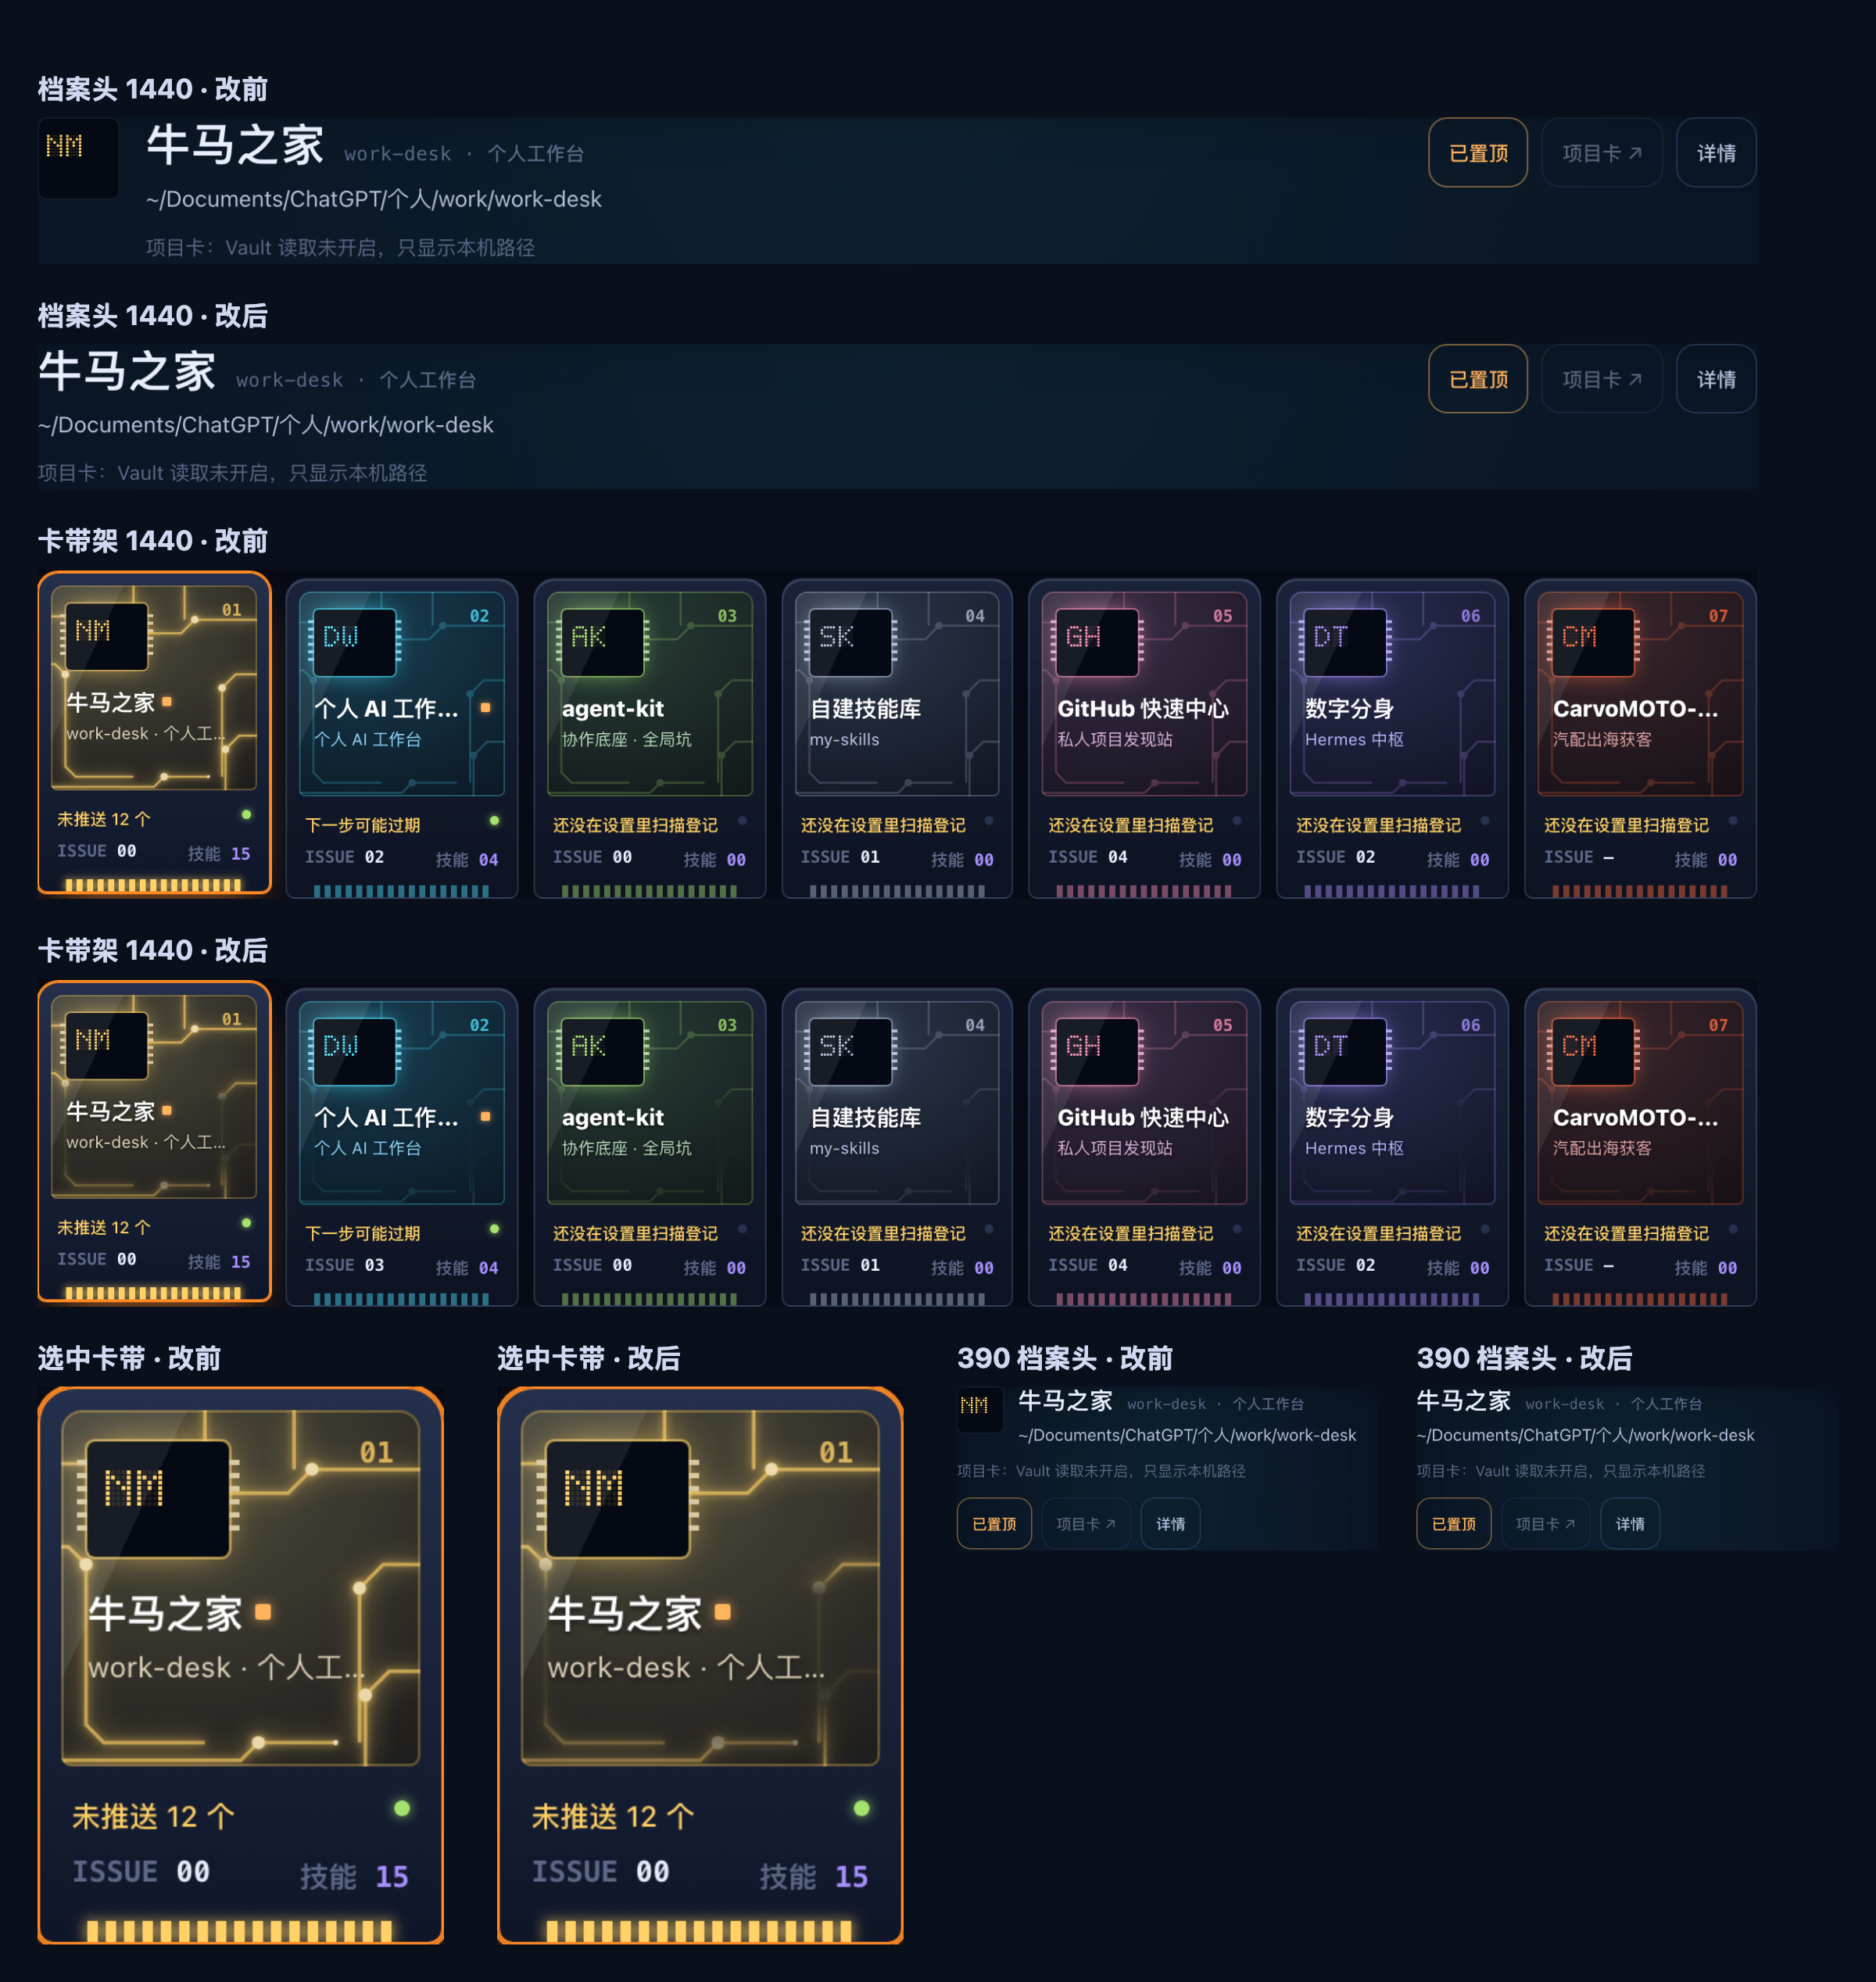 档案头 1440 · 改前
NM
牛马之家 work-desk · 个人工作台
已置顶 项目卡 ↗ 详情
~/Documents/ChatGPT/个人/work/work-desk
项目卡：Vault 读取未开启，只显示本机路径
档案头 1440 · 改后
牛马之家 work-desk · 个人工作台
已置顶 项目卡 ↗ 详情
~/Documents/ChatGPT/个人/work/work-desk
项目卡：Vault 读取未开启，只显示本机路径
卡带架 1440 · 改前
NM 01
牛马之家
work-desk · 个人工...
未推送 12 个
ISSUE 00 技能 15
DW 02
个人 AI 工作...
个人 AI 工作台
下一步可能过期
ISSUE 02 技能 04
AK 03
agent-kit
协作底座 · 全局坑
还没在设置里扫描登记
ISSUE 00 技能 00
SK 04
自建技能库
my-skills
还没在设置里扫描登记
ISSUE 01 技能 00
GH 05
GitHub 快速中心
私人项目发现站
还没在设置里扫描登记
ISSUE 04 技能 00
DT 06
数字分身
Hermes 中枢
还没在设置里扫描登记
ISSUE 02 技能 00
CM 07
CarvoMOTO-...
汽配出海获客
还没在设置里扫描登记
ISSUE — 技能 00
卡带架 1440 · 改后
NM 01
牛马之家
work-desk · 个人工...
未推送 12 个
ISSUE 00 技能 15
DW 02
个人 AI 工作...
个人 AI 工作台
下一步可能过期
ISSUE 03 技能 04
AK 03
agent-kit
协作底座 · 全局坑
还没在设置里扫描登记
ISSUE 00 技能 00
SK 04
自建技能库
my-skills
还没在设置里扫描登记
ISSUE 01 技能 00
GH 05
GitHub 快速中心
私人项目发现站
还没在设置里扫描登记
ISSUE 04 技能 00
DT 06
数字分身
Hermes 中枢
还没在设置里扫描登记
ISSUE 02 技能 00
CM 07
CarvoMOTO-...
汽配出海获客
还没在设置里扫描登记
ISSUE — 技能 00
选中卡带 · 改前
NM 01
牛马之家
work-desk · 个人工...
未推送 12 个
ISSUE 00 技能 15
选中卡带 · 改后
NM 01
牛马之家
work-desk · 个人工...
未推送 12 个
ISSUE 00 技能 15
390 档案头 · 改前
NM
牛马之家 work-desk · 个人工作台
~/Documents/ChatGPT/个人/work/work-desk
项目卡：Vault 读取未开启，只显示本机路径
已置顶 项目卡 ↗ 详情
390 档案头 · 改后
牛马之家 work-desk · 个人工作台
~/Documents/ChatGPT/个人/work/work-desk
项目卡：Vault 读取未开启，只显示本机路径
已置顶 项目卡 ↗ 详情